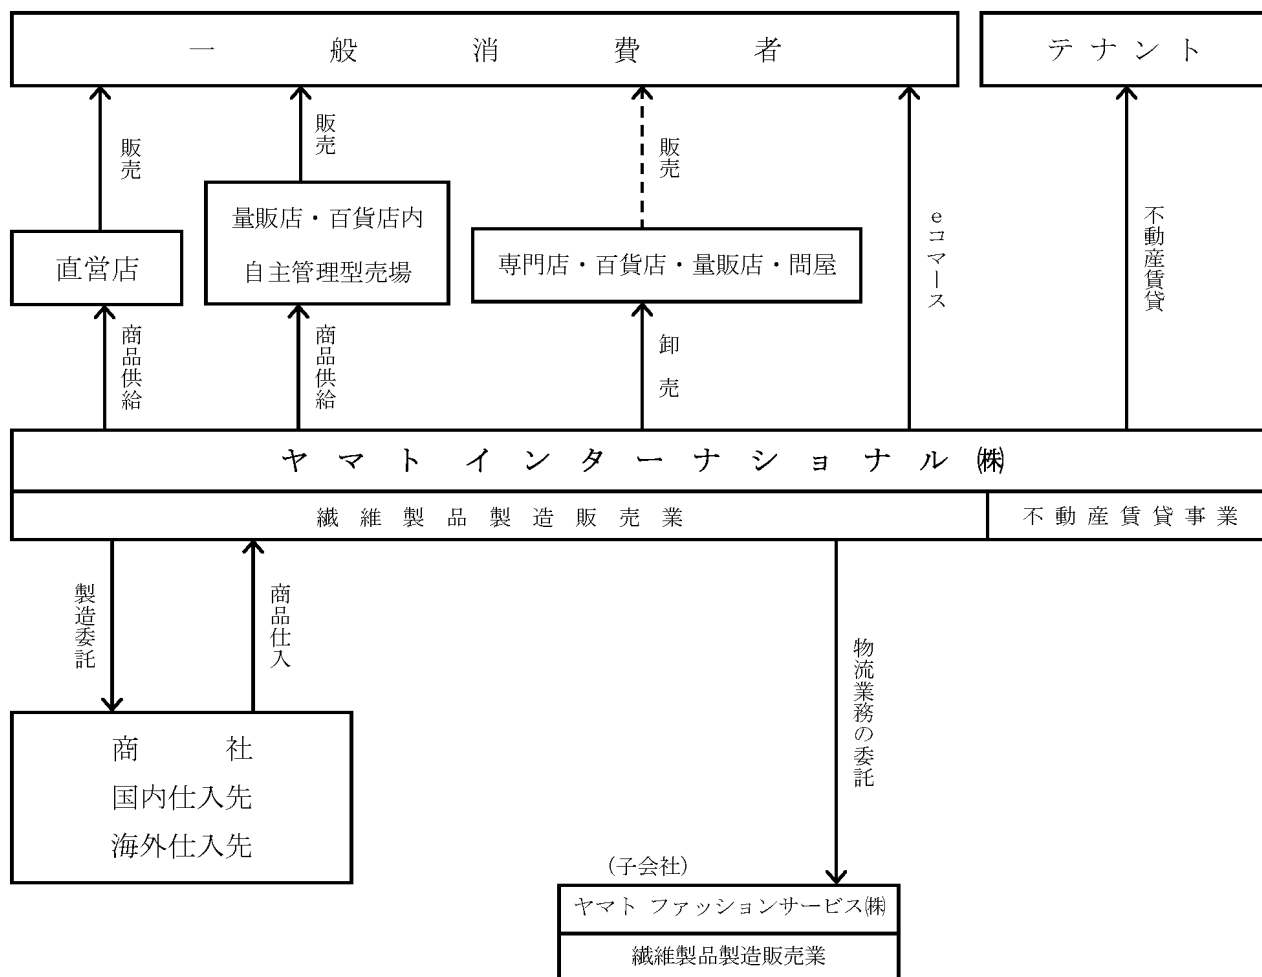 一般消費者
テナント
販売
販売
販売
eコマース
不動産賃貸
直営店
量販店・百貨店内
自主管理型売場
専門店・百貨店・量販店・問屋
商品供給
商品供給
卸売
ヤマトインターナショナル㈱
繊維製品製造販売業
不動産賃貸事業
製造委託
商品仕入
物流業務の委託
商社
国内仕入先
海外仕入先
(子会社)
ヤマト ファッションサービス㈱
繊維製品製造販売業